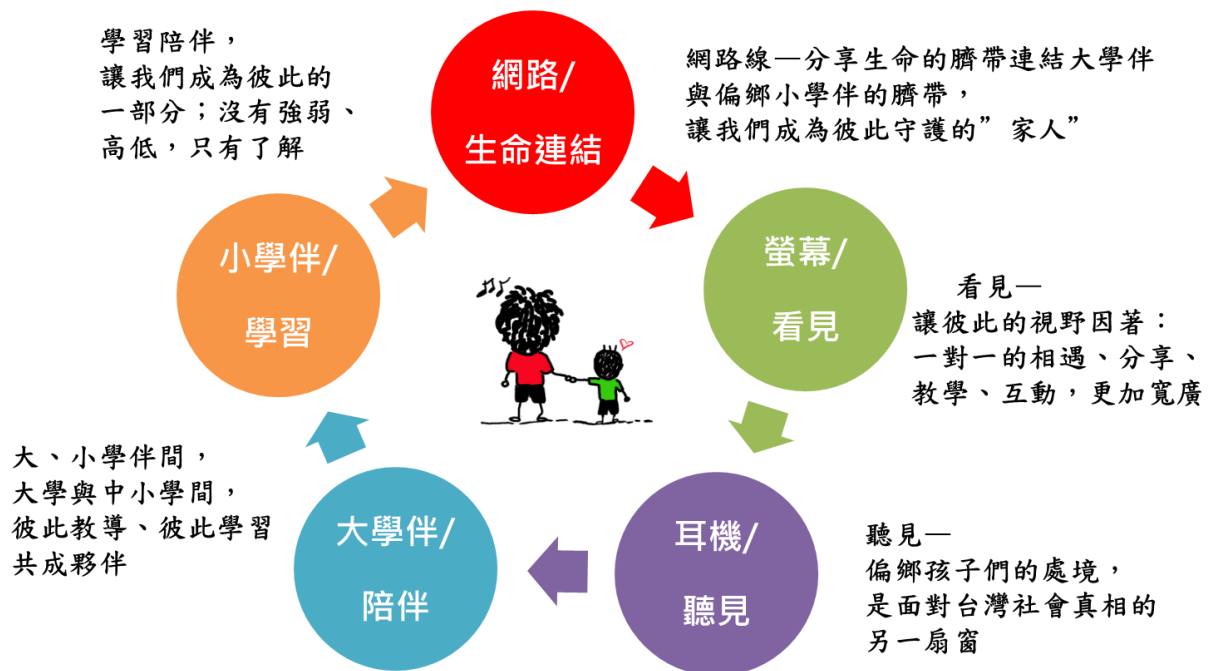 學習陪伴，
讓我們成為彼此的
一部分；沒有強弱、
高低，只有了解
網路/
生命連結
網路線—分享生命的臍帶連結大學伴
與偏鄉小學伴的臍帶，
讓我們成為彼此守護的”家人”
小學伴/
學習
螢幕/
看見
看見—
讓彼此的視野因著：
一對一的相遇、分享、
教學、互動，更加寬廣
大、小學伴間，
大學與中小學間，
彼此教導、彼此學習
共成夥伴
大學伴/
陪伴
耳機/
聽見
聽見—
偏鄉孩子們的處境，
是面對台灣社會真相的
另一扇窗